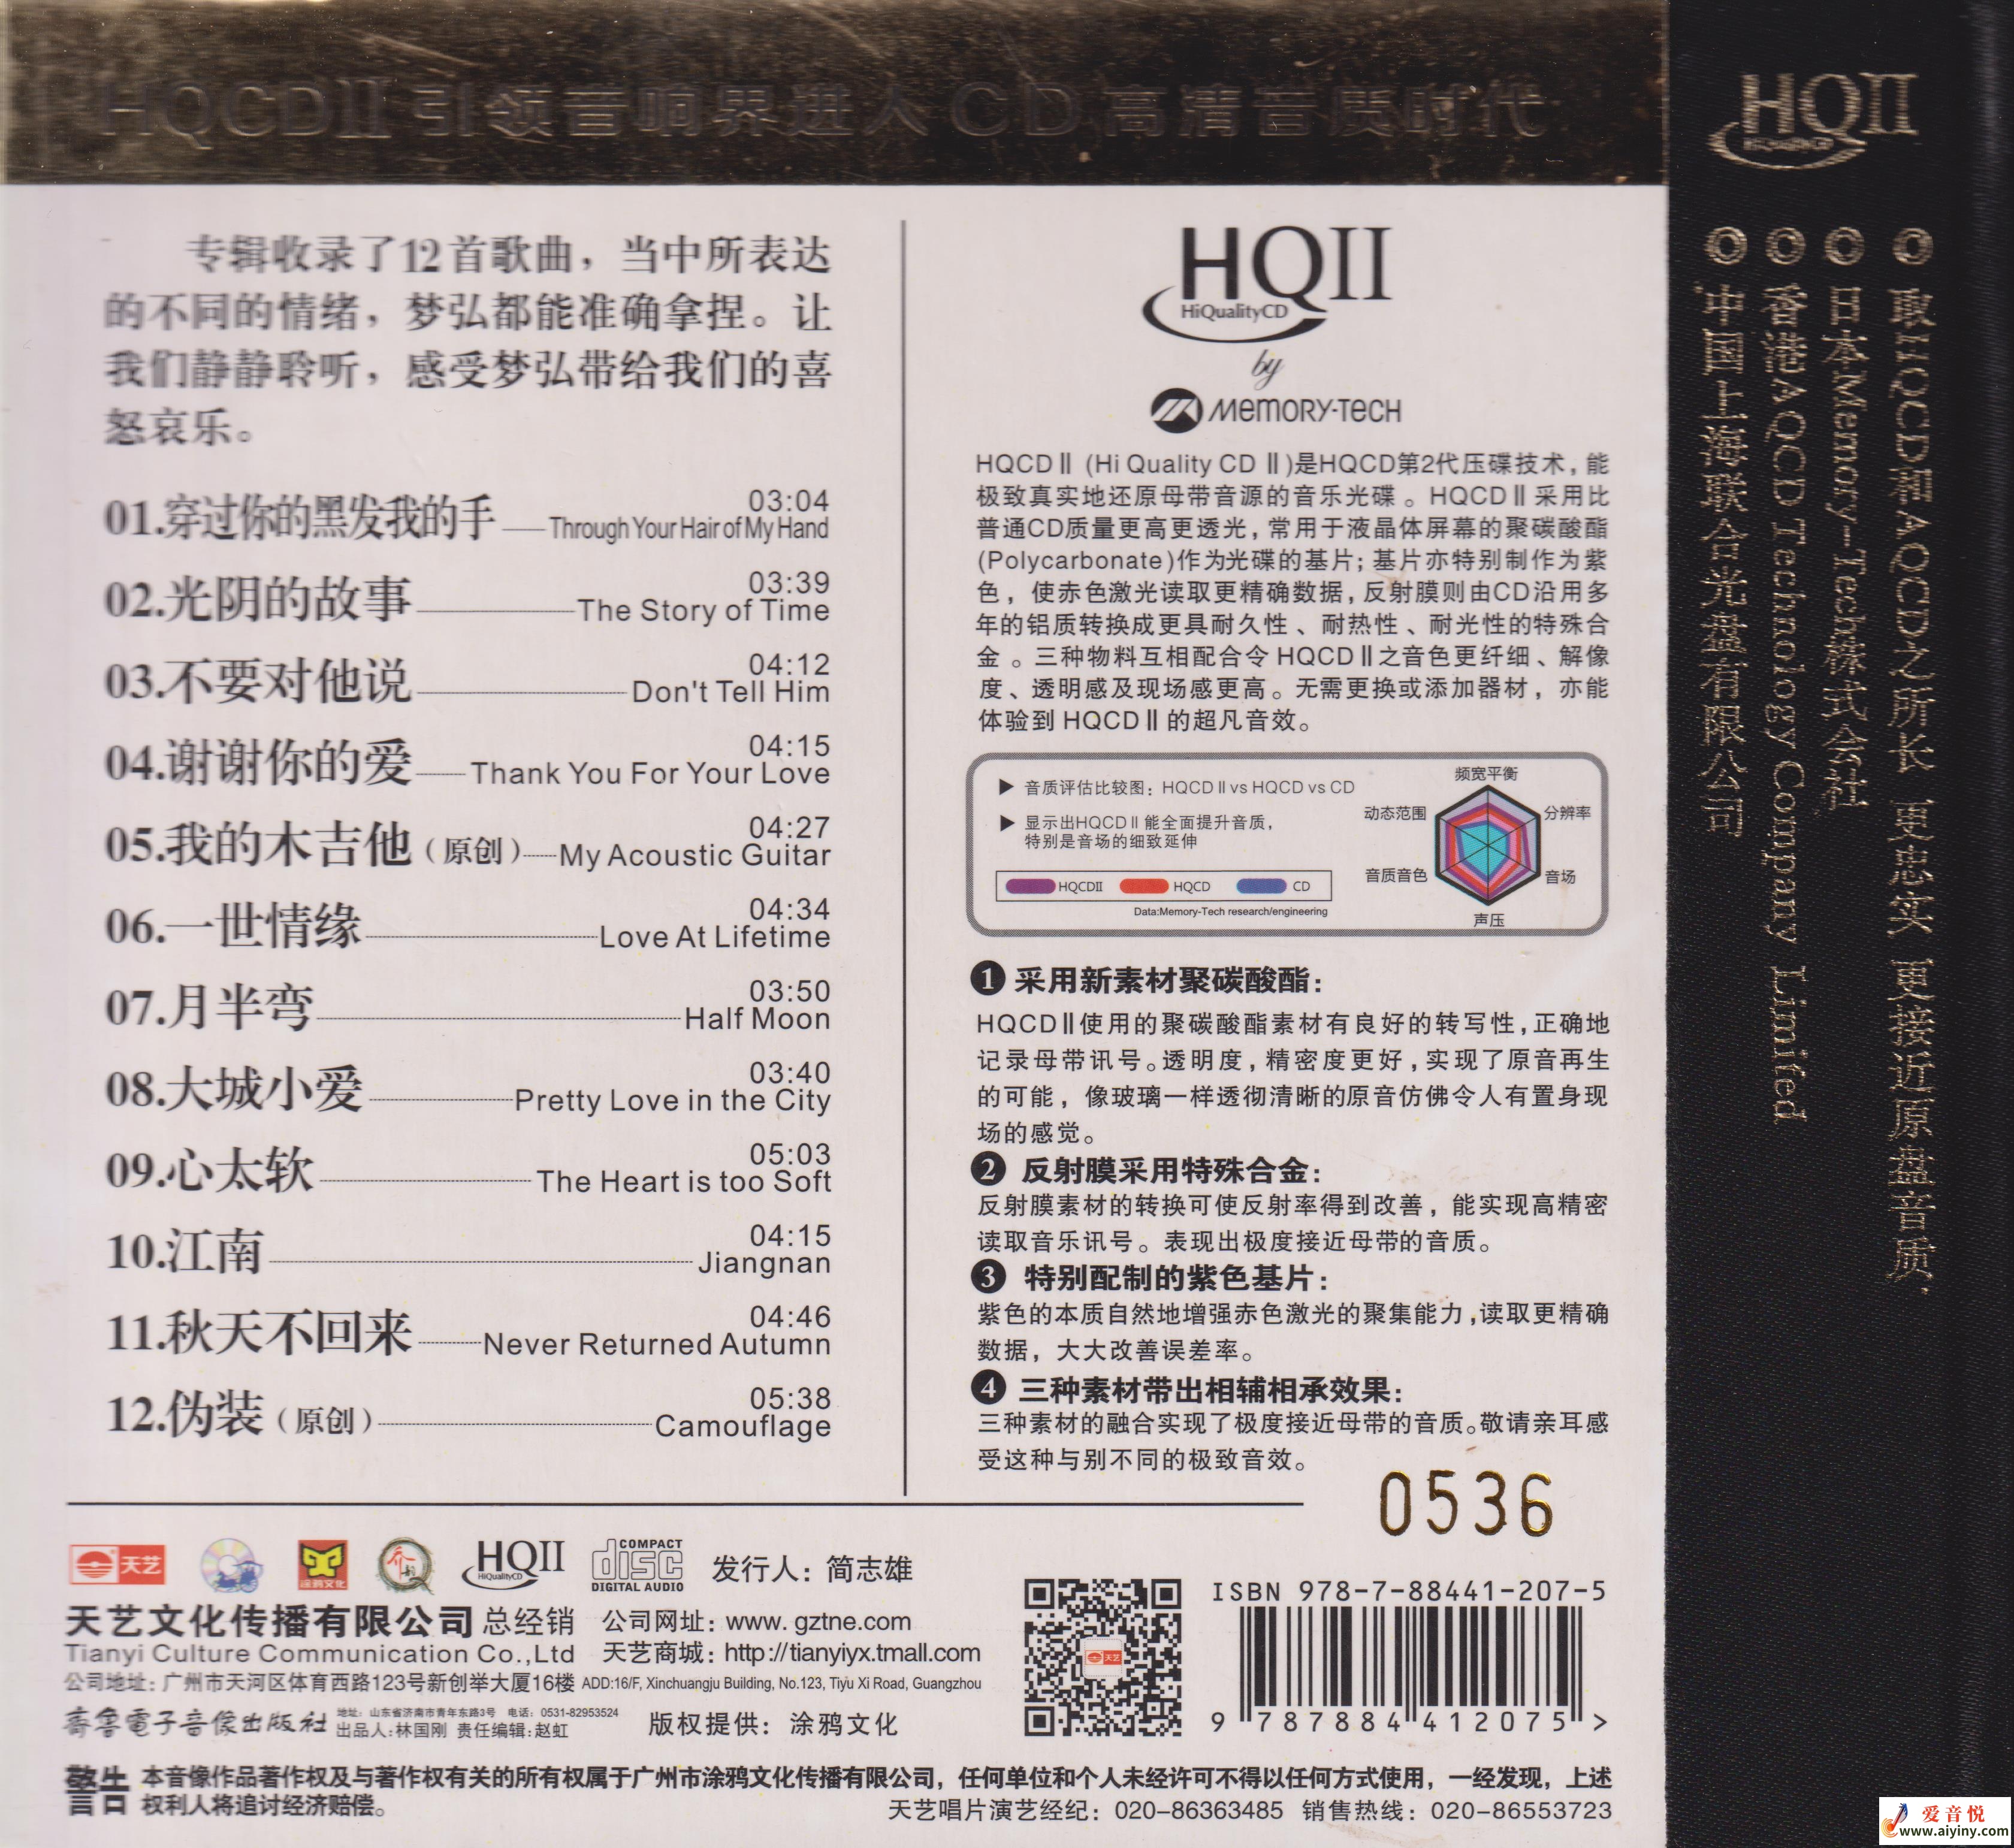 HQCDII 引领音响界进入CD高清音质时代
专辑收录了12首歌曲，当中所表达
的不同的情绪，梦弘都能准确拿捏。让
我们静静聆听，感受梦弘带给我们的喜
怒哀乐。
01.穿过你的黑发我的手 03:04 Through Your Hair of My Hand
02.光阴的故事 03:39 The Story of Time
03.不要对他说 04:12 Don't Tell Him
04.谢谢你的爱 04:15 Thank You For Your Love
05.我的木吉他（原创） 04:27 My Acoustic Guitar
06.一世情缘 04:34 Love At Lifetime
07.月半弯 03:50 Half Moon
08.大城小爱 03:40 Pretty Love in the City
09.心太软 05:03 The Heart is too Soft
10.江南 04:15 Jiangnan
11.秋天不回来 04:46 Never Returned Autumn
12.伪装（原创） 05:38 Camouflage
HQII
HiQualityCD
by
MEMORY-TECH
HQCDⅡ (Hi Quality CD Ⅱ)是HQCD第2代压碟技术，能
极致真实地还原母带音源的音乐光碟。HQCDⅡ采用比
普通CD质量更高更透光，常用于液晶体屏幕的聚碳酸酯
(Polycarbonate)作为光碟的基片；基片亦特别制作为紫
色，使赤色激光读取更精确数据，反射膜则由CD沿用多
年的铝质转换成更具耐久性、耐热性、耐光性的特殊合
金。三种物料互相配合令HQCDⅡ之音色更纤细、解像
度、透明感及现场感更高。无需更换或添加器材，亦能
体验到HQCDⅡ的超凡音效。
▶ 音质评估比较图：HQCDⅡ vs HQCD vs CD
▶ 显示出HQCDⅡ能全面提升音质，
特别是音场的细致延伸
HQCDII HQCD CD
Data:Memory-Tech research/engineering
频宽平衡
动态范围 分辨率
音质音色 音场
声压
❶ 采用新素材聚碳酸酯：
HQCDⅡ使用的聚碳酸酯素材有良好的转写性，正确地
记录母带讯号。透明度，精密度更好，实现了原音再生
的可能，像玻璃一样透彻清晰的原音仿佛令人有置身现
场的感觉。
❷ 反射膜采用特殊合金：
反射膜素材的转换可使反射率得到改善，能实现高精密
读取音乐讯号。表现出极度接近母带的音质。
❸ 特别配制的紫色基片：
紫色的本质自然地增强赤色激光的聚集能力，读取更精确
数据，大大改善误差率。
❹ 三种素材带出相辅相承效果：
三种素材的融合实现了极度接近母带的音质。敬请亲耳感
受这种与别不同的极致音效。
0536
天艺
涂鸦文化
乔韵
HQII
HiQualityCD
COMPACT
disc
DIGITAL AUDIO
发行人：简志雄
天艺文化传播有限公司 总经销 公司网址：www. gztne.com
Tianyi Culture Communication Co.,Ltd 天艺商城：http://tianyiyx.tmall.com
公司地址：广州市天河区体育西路123号新创举大厦16楼 ADD:16/F, Xinchuangju Building, No.123, Tiyu Xi Road, Guangzhou
齐鲁電子音像出版社
地址：山东省济南市青年东路3号 电话：0531-82953524
出品人：林国刚 责任编辑：赵虹
版权提供：涂鸦文化
天艺
ISBN 978-7-88441-207-5
9 787884 412075 >
警告 本音像作品著作权及与著作权有关的所有权属于广州市涂鸦文化传播有限公司，任何单位和个人未经许可不得以任何方式使用，一经发现，上述
权利人将追讨经济赔偿。
天艺唱片演艺经纪：020-86363485 销售热线：020-86553723
HQII
HiQualityCD
敢HQCD和AQCD之所长 更忠实 更接近原盘音质
日本Memory-Tech株式会社
香港AQCD Technology Company Limited
中国上海联合光盘有限公司
爱音悦
www.aiyiny.com